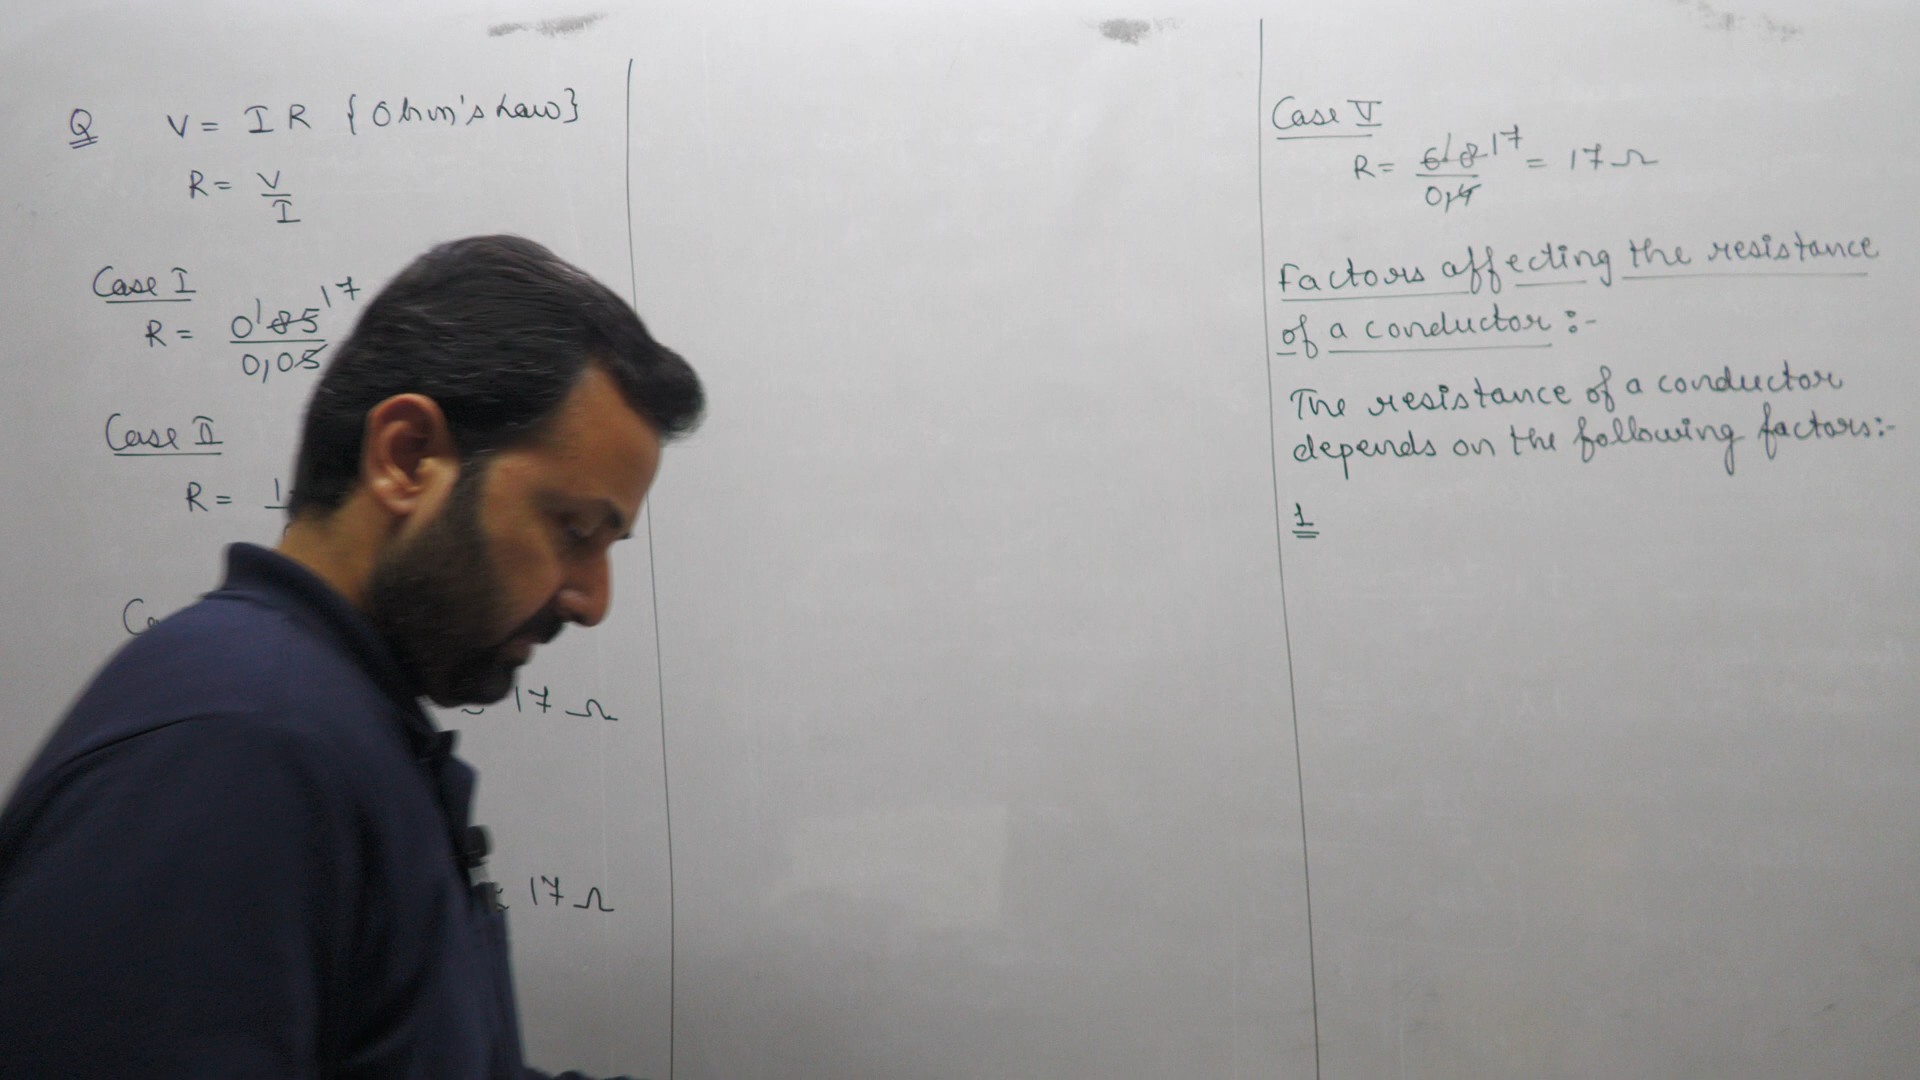 Q V = I R {Ohm's Law}
R = V/I
Case I
R = 0.85 17
0.05
Case II
R = 1
17 Ω
17 Ω
Case V
R = 6.8 17 / 0.4 = 17 Ω
Factors affecting the resistance
of a conductor :-
The resistance of a conductor
depends on the following factors:-
1